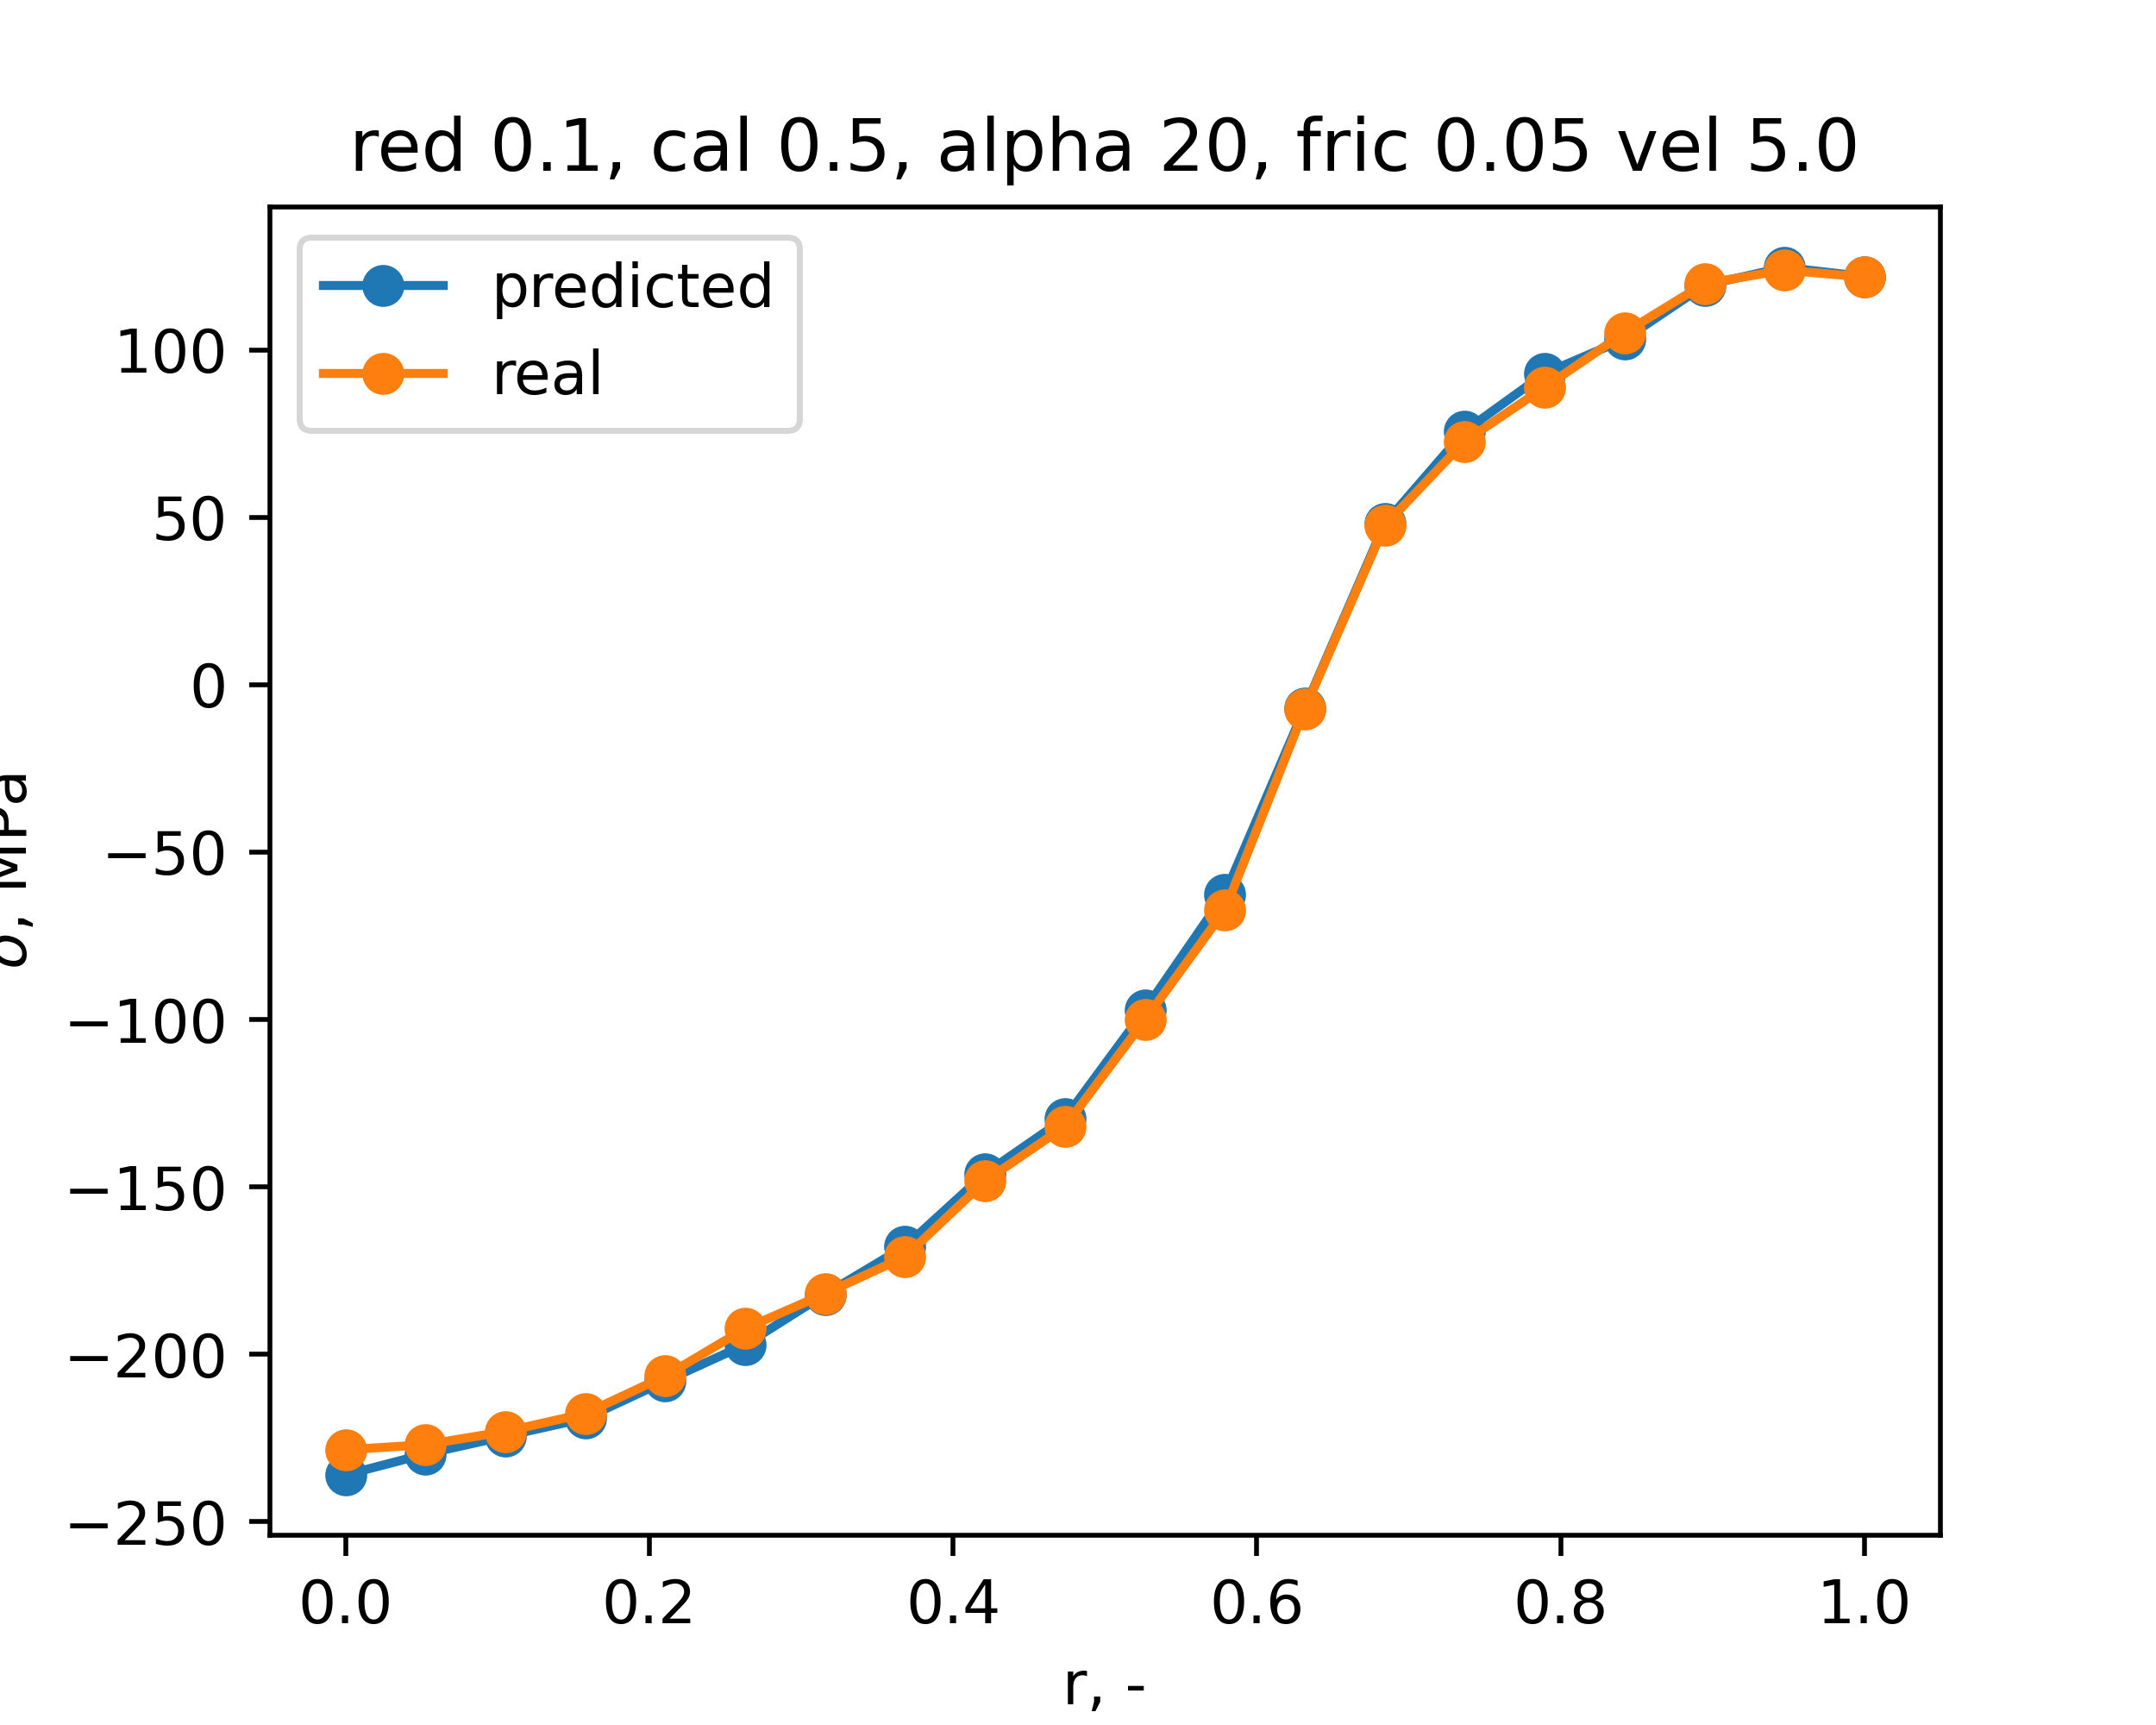 red 0.1, cal 0.5, alpha 20, fric 0.05 vel 5.0
predicted
real
100
50
0
−50
−100
−150
−200
−250
, MPa
0.0 0.2 0.4 0.6 0.8 1.0
r, -